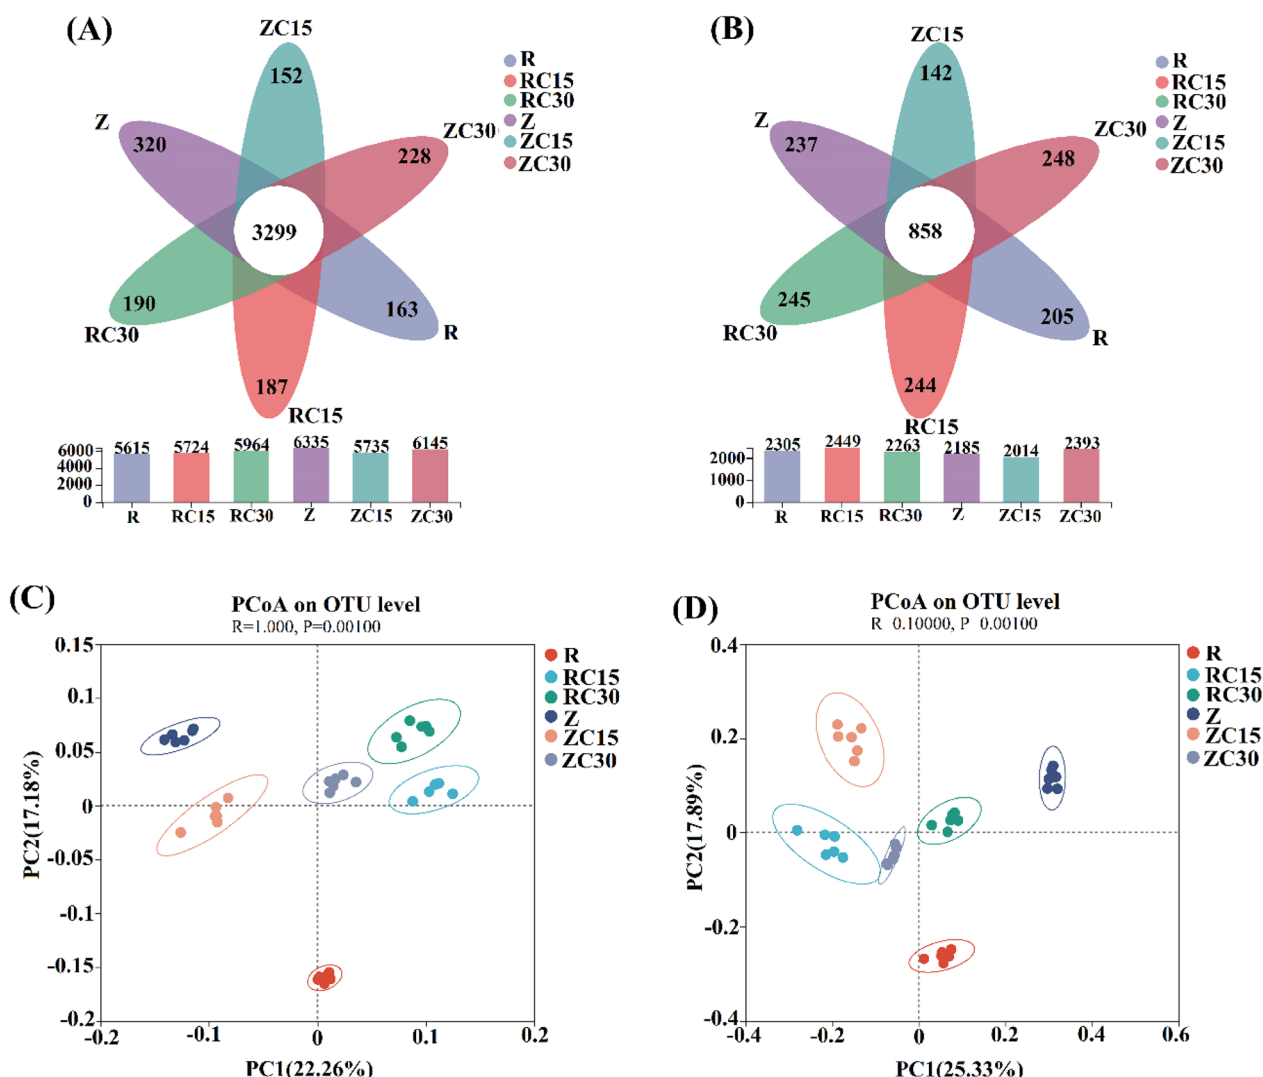 (A)
ZC15
152
R
RC15
RC30
Z
ZC15
ZC30
Z
320
ZC30
228
3299
190
RC30
163
R
187
RC15
6000
4000
2000
0
5615
5724
5964
6335
5735
6145
R
RC15
RC30
Z
ZC15
ZC30
(B)
ZC15
142
R
RC15
RC30
Z
ZC15
ZC30
Z
237
ZC30
248
858
245
RC30
205
R
244
RC15
2000
1000
0
2305
2449
2263
2185
2014
2393
R
RC15
RC30
Z
ZC15
ZC30
(C)
PCoA on OTU level
R=1.000, P=0.00100
0.15
0.1
0.05
0
-0.05
-0.1
-0.15
-0.2
PC2(17.18%)
-0.2
-0.1
0
0.1
0.2
PC1(22.26%)
R
RC15
RC30
Z
ZC15
ZC30
(D)
PCoA on OTU level
R 0.10000, P 0.00100
0.4
0.2
0
-0.2
-0.4
PC2(17.89%)
-0.4
-0.2
0
0.2
0.4
0.6
PC1(25.33%)
R
RC15
RC30
Z
ZC15
ZC30